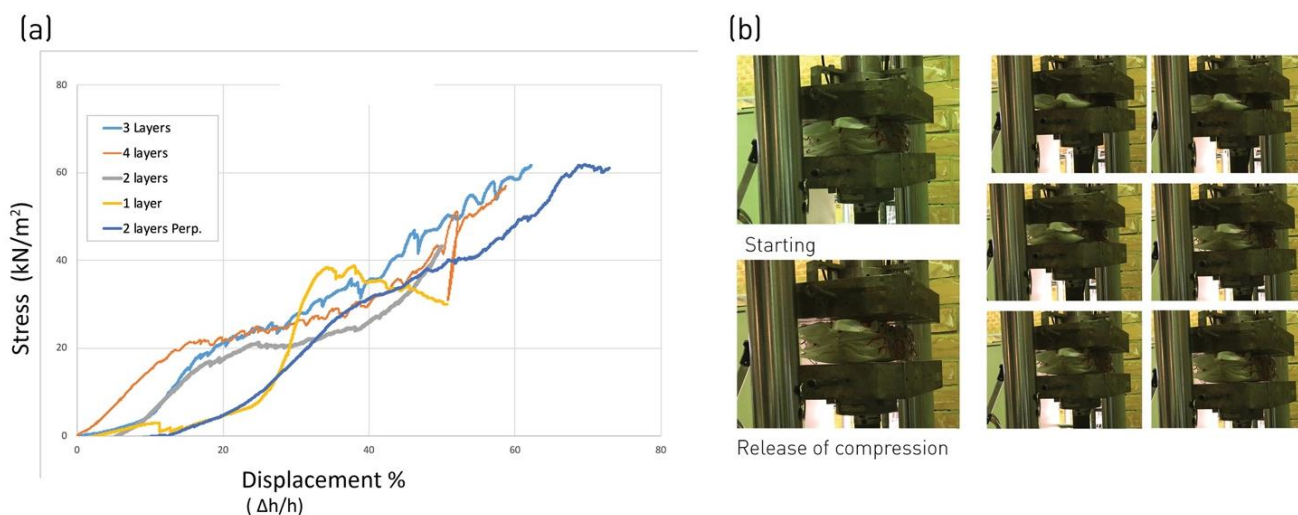 (a)
80
60
40
20
0
0
20
40
60
80
Stress (kN/m²)
Displacement %
( Δh/h)
3 Layers
4 layers
2 layers
1 layer
2 layers Perp.
(b)
Starting
Release of compression